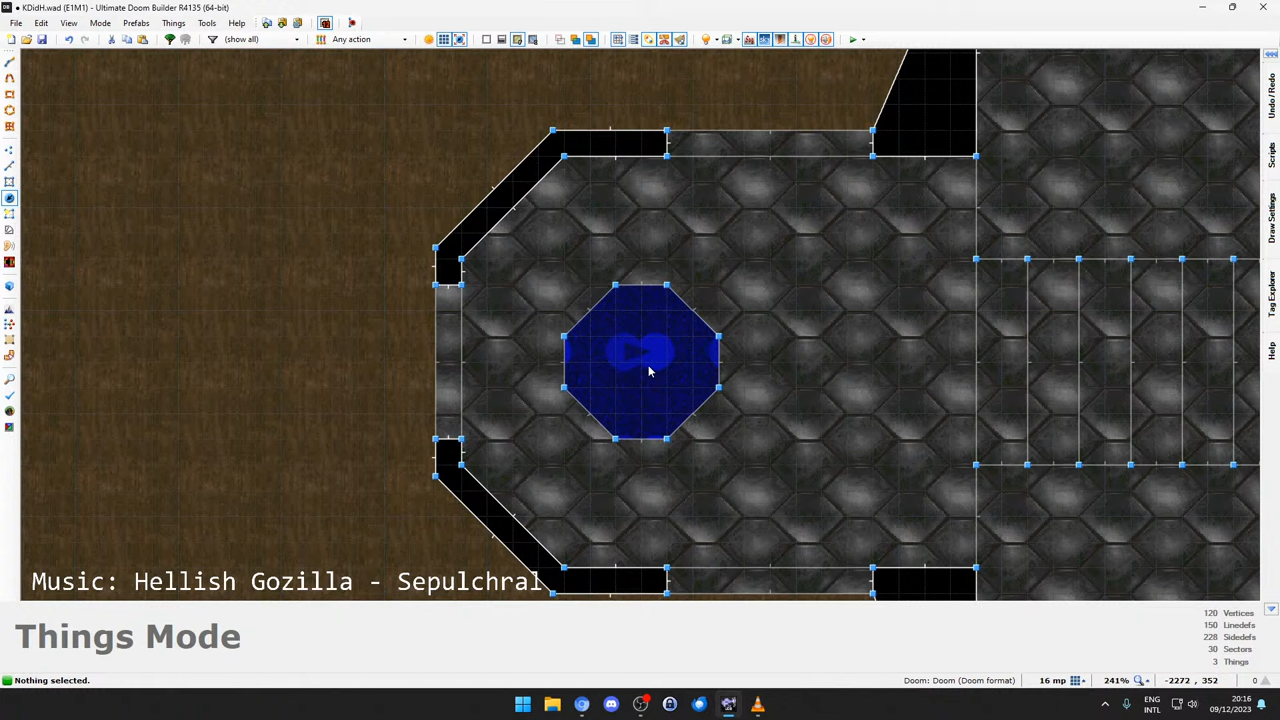 KDidH.wad (E1M1) - Ultimate Doom Builder R4135 (64-bit)
File Edit View Mode Prefabs Things Tools Help
(show all) Any action
Undo / Redo
Scripts
Draw Settings
Tag Explorer
Help
Music: Hellish Gozilla - Sepulchral
Things Mode
120 Vertices
150 Linedefs
228 Sidedefs
30 Sectors
3 Things
Nothing selected.
Doom: Doom (Doom format) 16 mp 241% -2272 , 352 0
ENG
INTL
20:16
09/12/2023